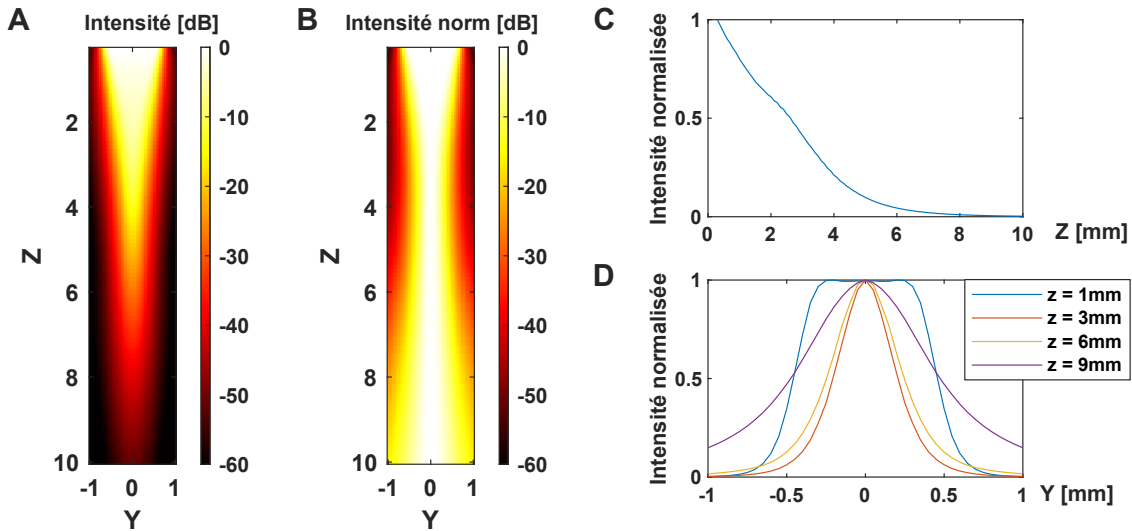 A
Intensité [dB]
2
4
6
8
10
Z
-1 0 1
Y
0
-10
-20
-30
-40
-50
-60
B
Intensité norm [dB]
2
4
6
8
10
Z
-1 0 1
Y
0
-10
-20
-30
-40
-50
-60
C
Intensité normalisée
1
0.5
0
0 2 4 6 8 10
Z [mm]
D
Intensité normalisée
1
0.5
0
-1 -0.5 0 0.5 1
Y [mm]
z = 1mm
z = 3mm
z = 6mm
z = 9mm